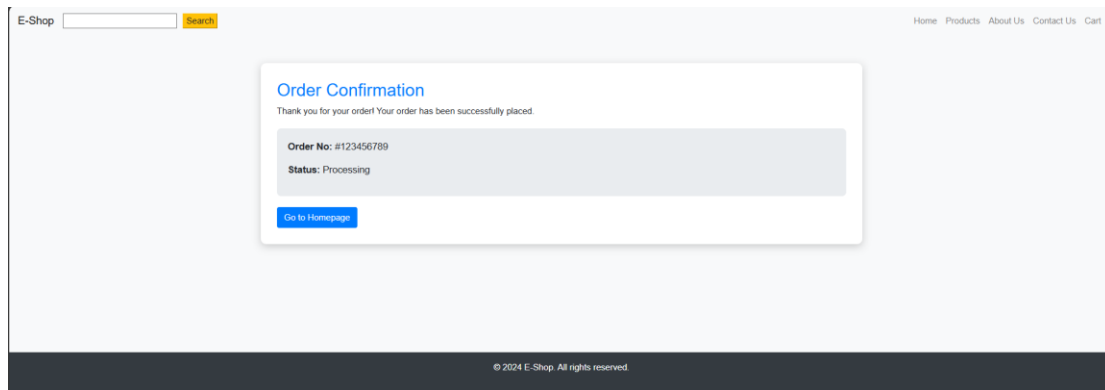 E-Shop Search Home Products About Us Contact Us Cart
Order Confirmation
Thank you for your order! Your order has been successfully placed.
Order No: #123456789
Status: Processing
Go to Homepage
© 2024 E-Shop. All rights reserved.